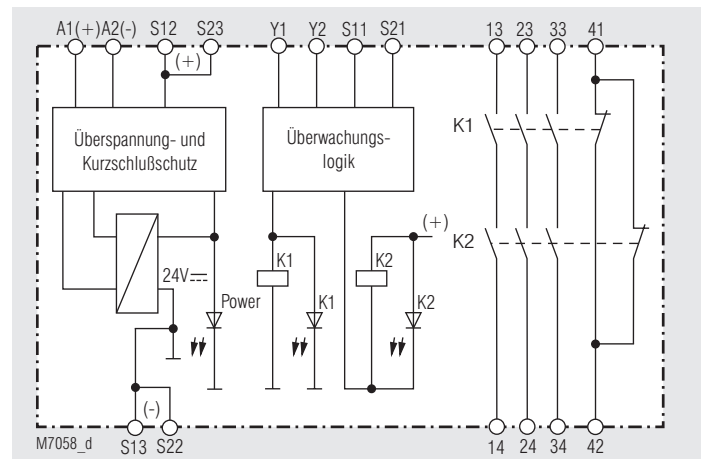 A1(+) A2(-) S12 S23 Y1 Y2 S11 S21 13 23 33 41
(+)
Überspannung- und
Kurzschlußschutz
Überwachungs-
logik
K1
K2
(+)
24V
Power
K1
K1
K2
K2
(-)
M7058_d
S13 S22 14 24 34 42